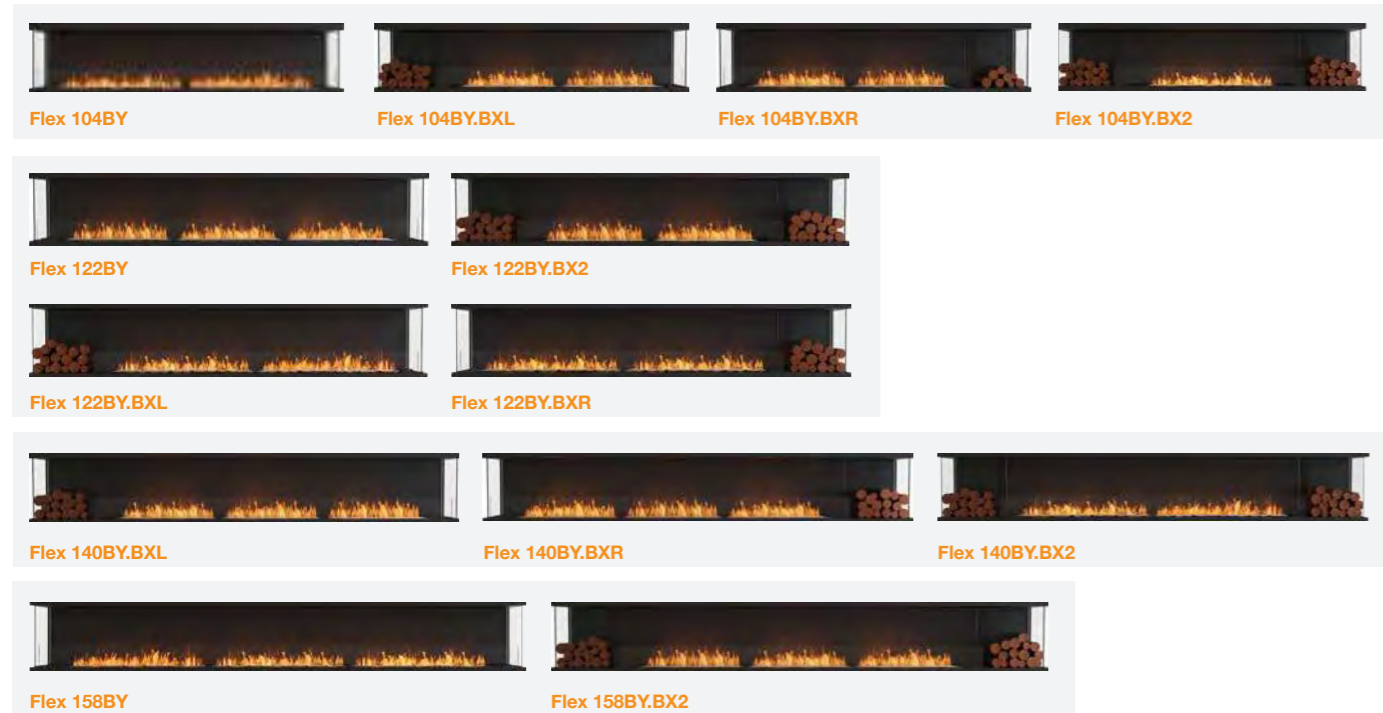 Flex 104BY
Flex 104BY.BXL
Flex 104BY.BXR
Flex 104BY.BX2
Flex 122BY
Flex 122BY.BX2
Flex 122BY.BXL
Flex 122BY.BXR
Flex 140BY.BXL
Flex 140BY.BXR
Flex 140BY.BX2
Flex 158BY
Flex 158BY.BX2